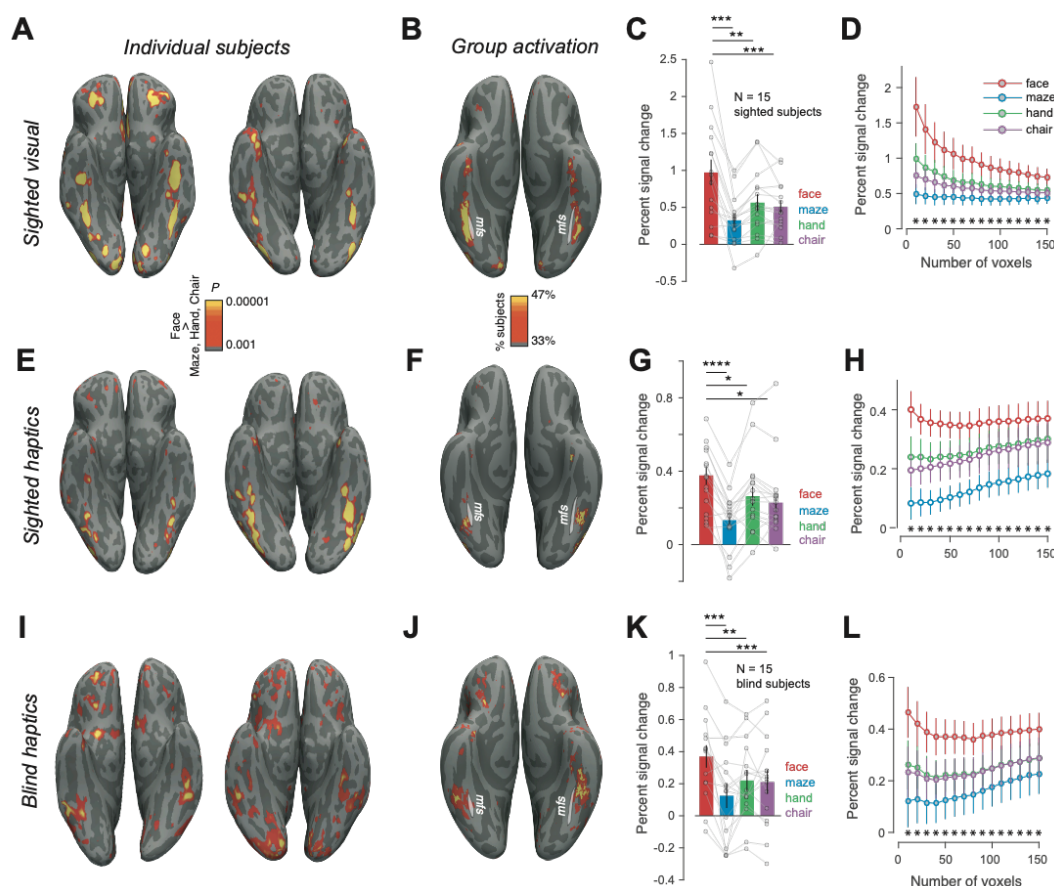 A
Individual subjects
B
Group activation
C
D
Sighted visual
mfs
mfs
Percent signal change
2.5
2
1.5
1
0.5
0
-0.5
***
**
***
N = 15
sighted subjects
face
maze
hand
chair
Percent signal change
2
1.5
1
0.5
0
face
maze
hand
chair
* * * * * * * * * * * * * * *
0 50 100 150
Number of voxels
Face
>
Maze, Hand, Chair
P
0.00001
0.001
% subjects
47%
33%
E
F
G
H
Sighted haptics
mfs
mfs
Percent signal change
0.8
0.4
0
****
*
*
face
maze
hand
chair
Percent signal change
0.4
0.2
0
* * * * * * * * * * * * * * *
0 50 100 150
I
J
K
L
Blind haptics
mfs
mfs
Percent signal change
1
0.8
0.6
0.4
0.2
0
-0.2
-0.4
***
**
***
N = 15
blind subjects
face
maze
hand
chair
Percent signal change
0.6
0.4
0.2
0
* * * * * * * * * * * * * * *
0 50 100 150
Number of voxels